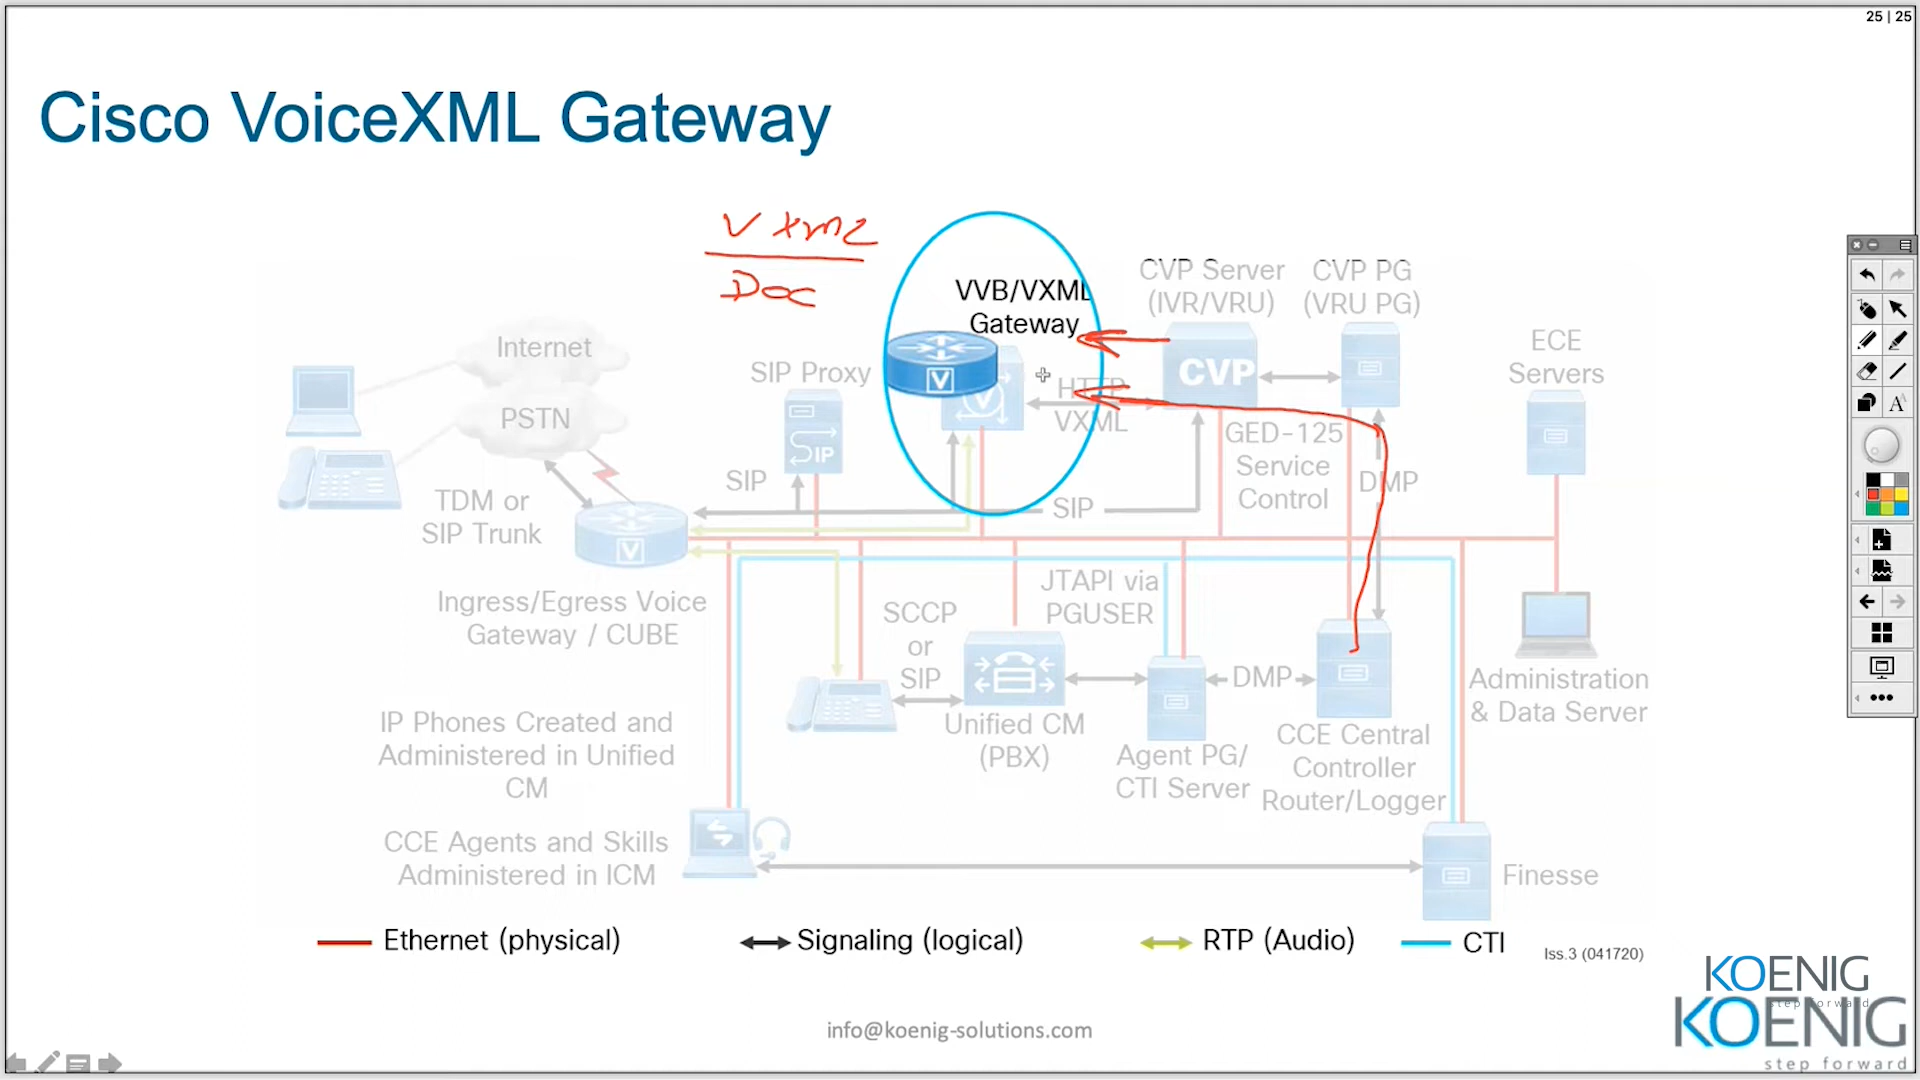 25 | 25
Cisco VoiceXML Gateway
VXML
Doc
VVB/VXML
Gateway
CVP Server
(IVR/VRU)
CVP PG
(VRU PG)
ECE
Servers
Internet
PSTN
SIP Proxy
SIP
V
V
CVP
HTTP
VXML
GED-125
Service
Control
DMP
SIP
SIP
TDM or
SIP Trunk
V
Ingress/Egress Voice
Gateway / CUBE
SCCP
or
SIP
JTAPI via
PGUSER
DMP
Administration
& Data Server
IP Phones Created and
Administered in Unified
CM
Unified CM
(PBX)
Agent PG/
CTI Server
CCE Central
Controller
Router/Logger
CCE Agents and Skills
Administered in ICM
Finesse
Ethernet (physical)
Signaling (logical)
RTP (Audio)
CTI
Iss.3 (041720)
KOENIG
step forward
KOENIG
step forward
info@koenig-solutions.com
A